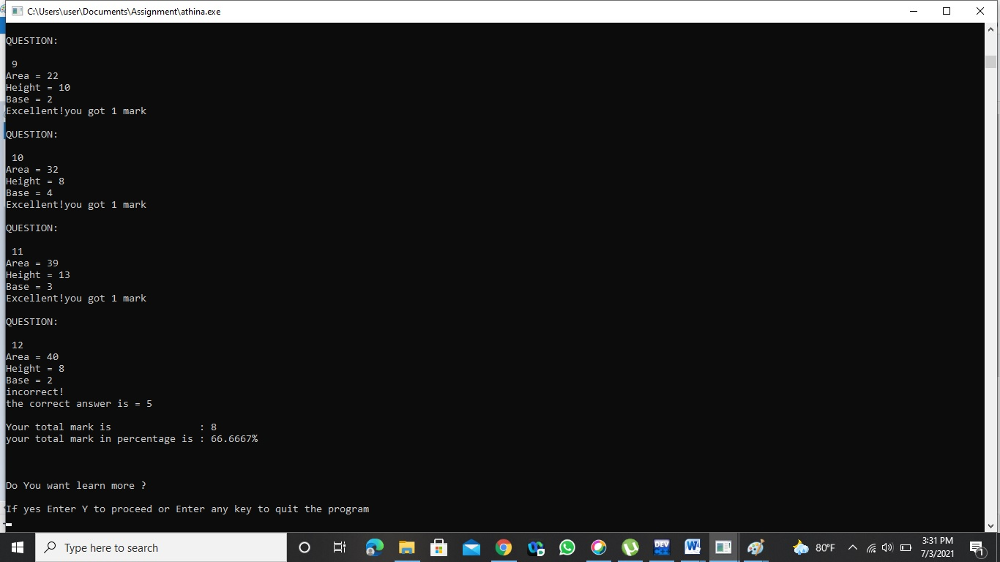 C:\Users\user\Documents\Assignment\athina.exe
QUESTION:
9
Area = 22
Height = 10
Base = 2
Excellent!you got 1 mark
QUESTION:
10
Area = 32
Height = 8
Base = 4
Excellent!you got 1 mark
QUESTION:
11
Area = 39
Height = 13
Base = 3
Excellent!you got 1 mark
QUESTION:
12
Area = 40
Height = 8
Base = 2
incorrect!
the correct answer is = 5
Your total mark is : 8
your total mark in percentage is : 66.6667%
Do You want learn more ?
If yes Enter Y to proceed or Enter any key to quit the program
Type here to search
DEV
W
80°F
3:31 PM
7/3/2021
1